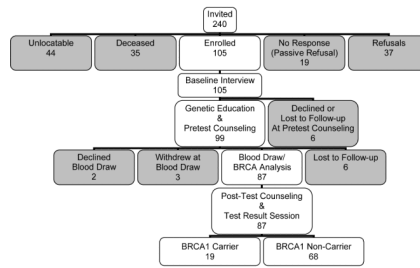 Invited
240
Unlocatable
44
Deceased
35
Enrolled
105
No Response
(Passive Refusal)
19
Refusals
37
Baseline Interview
105
Genetic Education
&
Pretest Counseling
99
Declined or
Lost to Follow-up
At Pretest Counseling
6
Declined
Blood Draw
2
Withdrew at
Blood Draw
3
Blood Draw/
BRCA Analysis
87
Lost to Follow-up
6
Post-Test Counseling
&
Test Result Session
87
BRCA1 Carrier
19
BRCA1 Non-Carrier
68